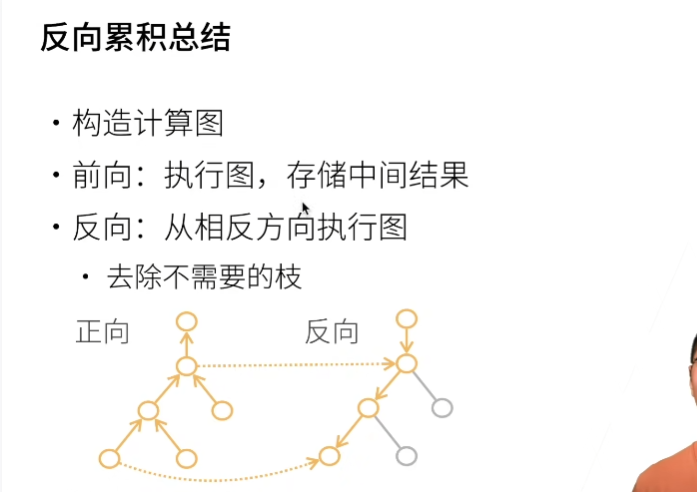 反向累积总结
• 构造计算图
• 前向：执行图，存储中间结果
• 反向：从相反方向执行图
• 去除不需要的枝
正向
反向